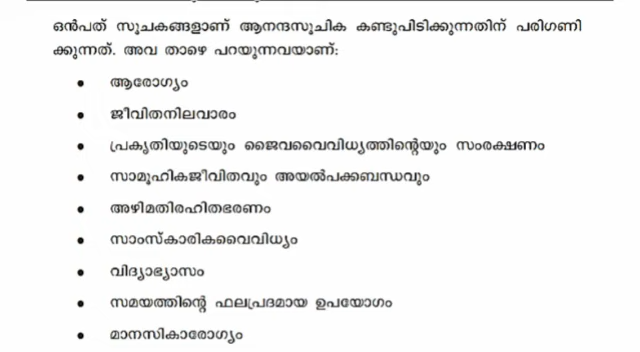 ഒൻപത് സൂചകങ്ങളാണ് ആനന്ദസൂചിക കണ്ടുപിടിക്കുന്നതിന് പരിഗണി
ക്കുന്നത്. അവ താഴെ പറയുന്നവയാണ്:
• ആരോഗ്യം
• ജീവിതനിലവാരം
• പ്രകൃതിയുടെയും ജൈവവൈവിധ്യത്തിന്റെയും സംരക്ഷണം
• സാമൂഹികജീവിതവും അയൽപക്കബന്ധവും
• അഴിമതിരഹിതഭരണം
• സാംസ്കാരികവൈവിധ്യം
• വിദ്യാഭ്യാസം
• സമയത്തിന്റെ ഫലപ്രദമായ ഉപയോഗം
• മാനസികാരോഗ്യം